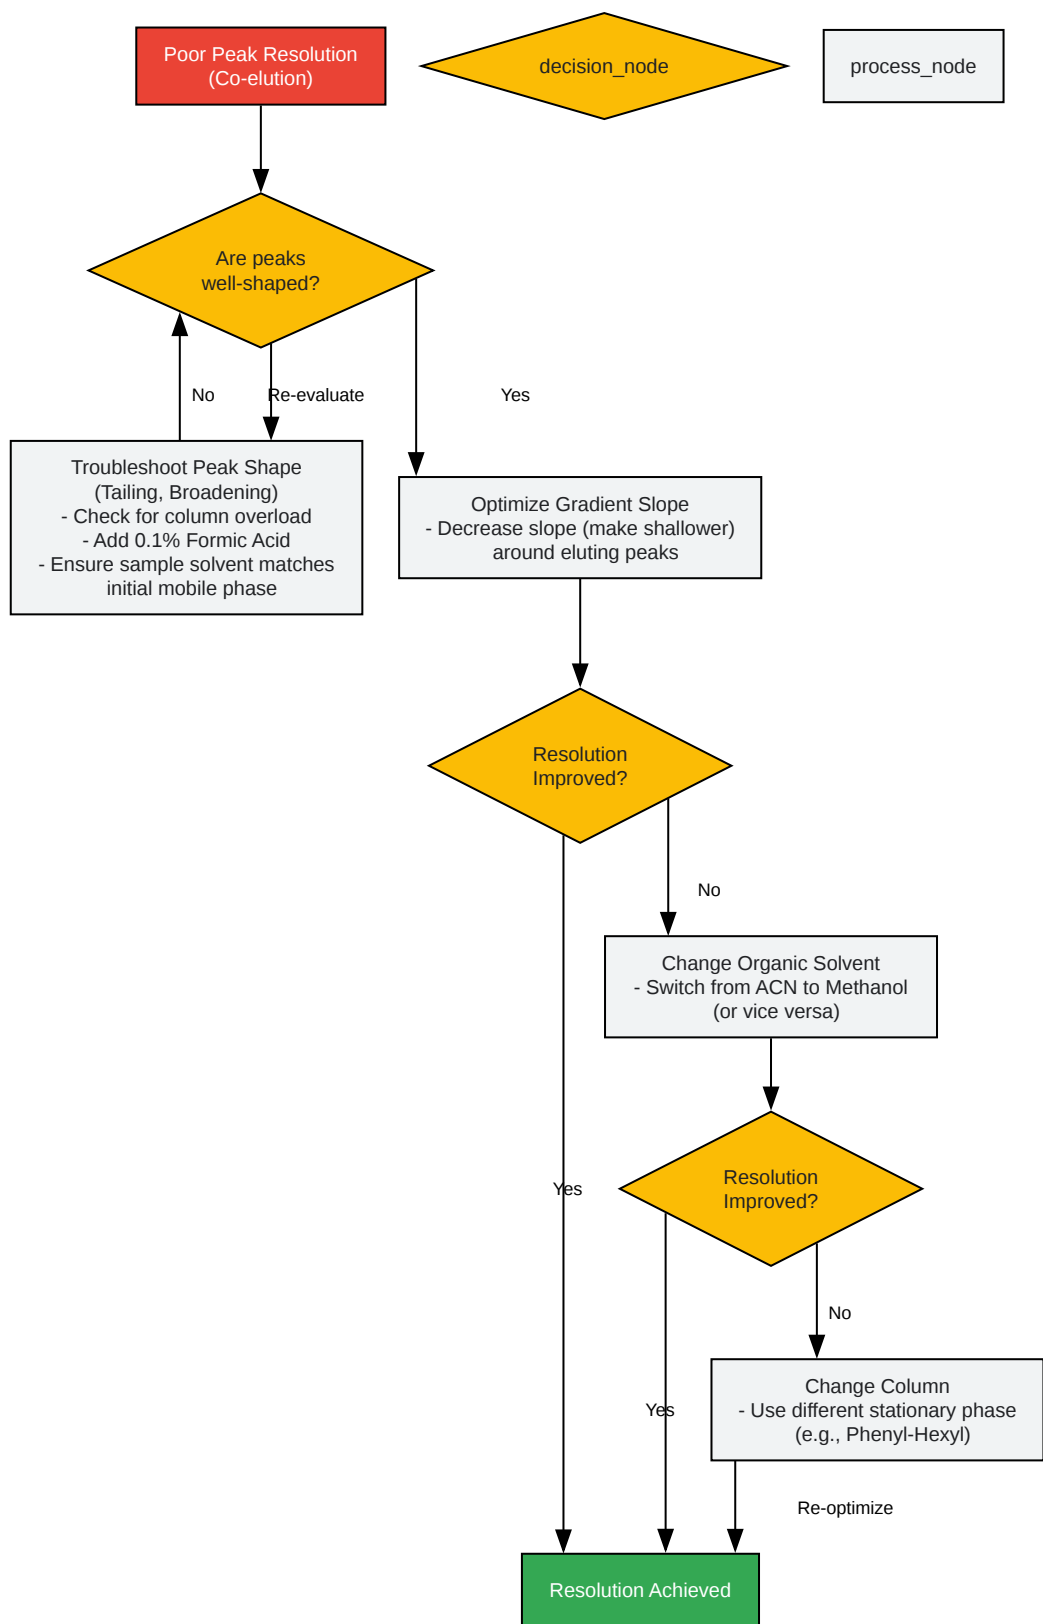 Poor Peak Resolution
(Co-elution)
decision_node
process_node
Are peaks
well-shaped?
No
Re-evaluate
Yes
Troubleshoot Peak Shape
(Tailing, Broadening)
- Check for column overload
- Add 0.1% Formic Acid
- Ensure sample solvent matches
initial mobile phase
Optimize Gradient Slope
- Decrease slope (make shallower)
around eluting peaks
Resolution
Improved?
No
Change Organic Solvent
- Switch from ACN to Methanol
(or vice versa)
Yes
Resolution
Improved?
No
Yes
Change Column
- Use different stationary phase
(e.g., Phenyl-Hexyl)
Re-optimize
Resolution Achieved